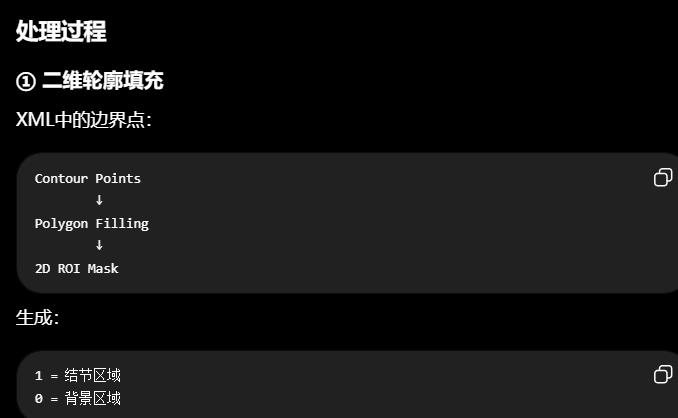 处理过程
① 二维轮廓填充
XML中的边界点：
Contour Points
↓
Polygon Filling
↓
2D ROI Mask
生成：
1 = 结节区域
0 = 背景区域